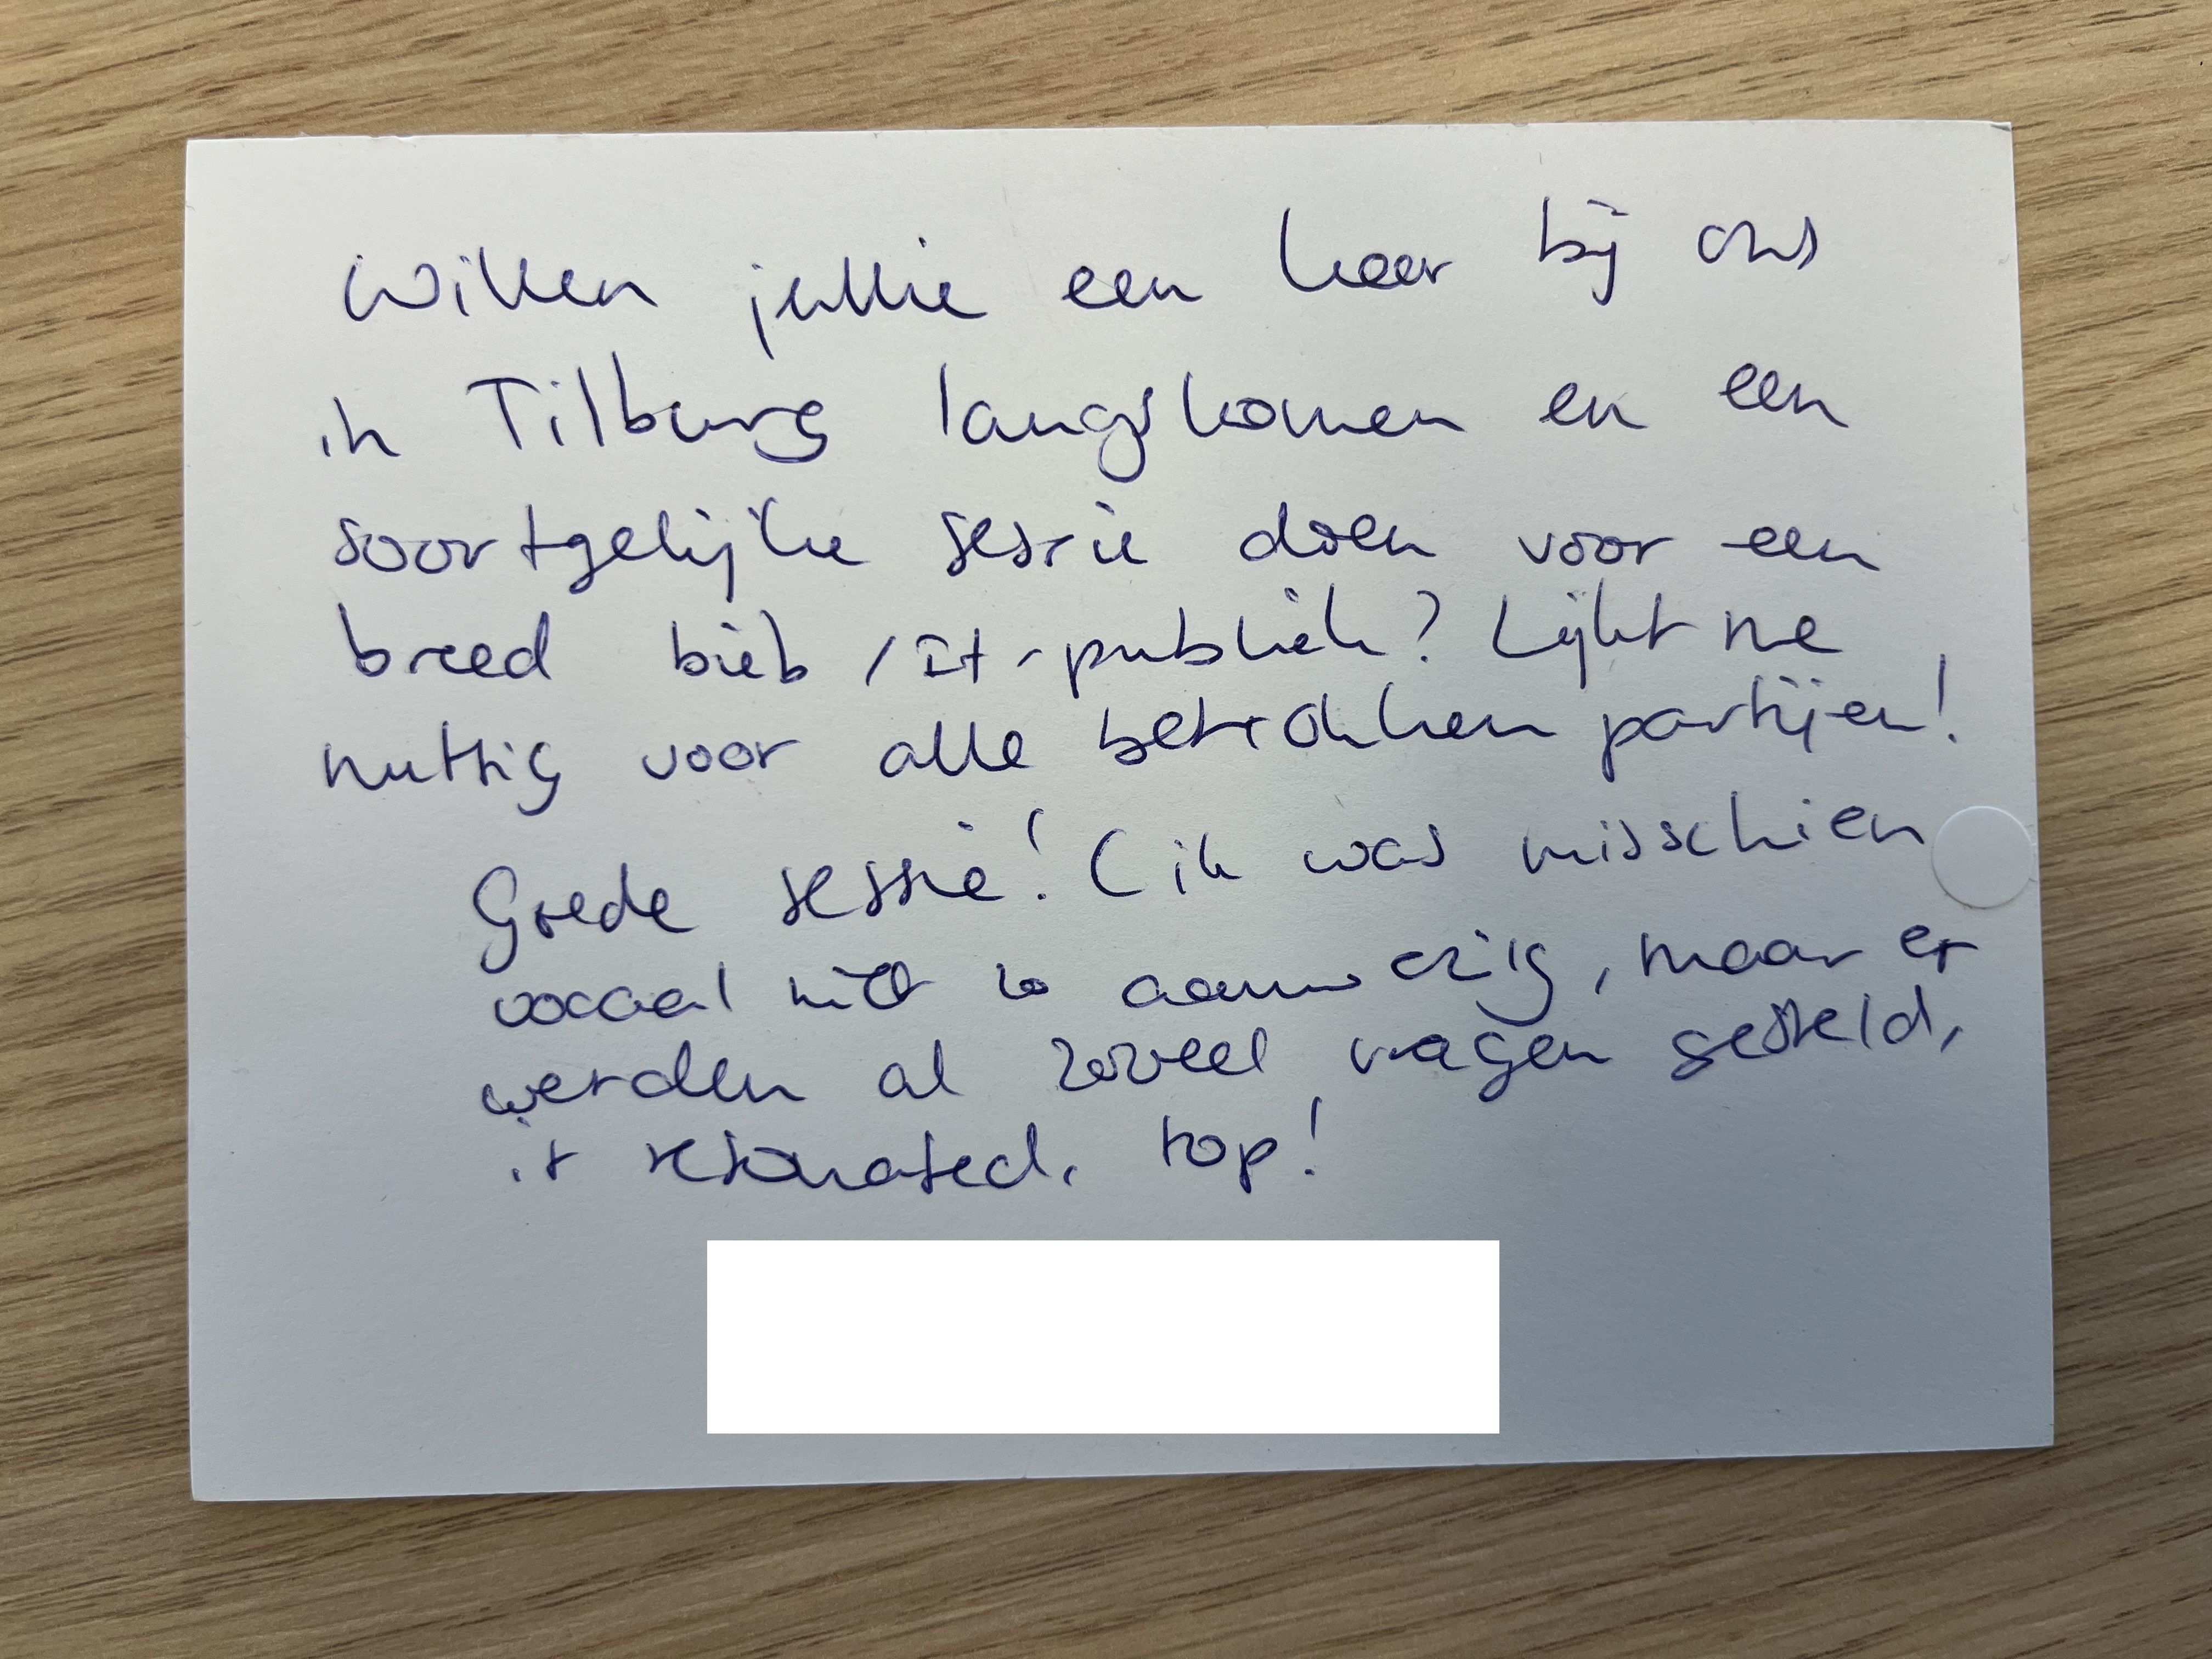 Willen jullie een keer bij ons
in Tilburg langskomen en een
soortgelijke sessie doen voor een
breed bieb/IT-publiek? Lijkt me
nuttig voor alle betrokken partijen!
Goede sessie! (ik was misschien
vocaal niet zo aanwezig, maar er
werden al zoveel vragen gesteld,
it resonated. top!